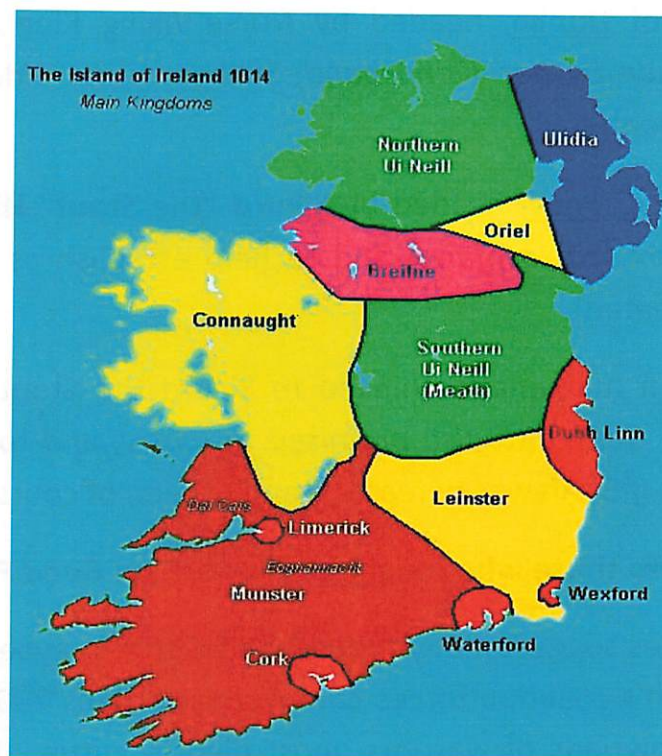 The Island of Ireland 1014
Main Kingdoms
Northern
Ui Neill
Ulidia
Oriel
Breifne
Connaught
Southern
Ui Neill
(Meath)
Dubh Linn
Leinster
Dal Cais
Limerick
Eoghannacht
Munster
Wexford
Waterford
Cork